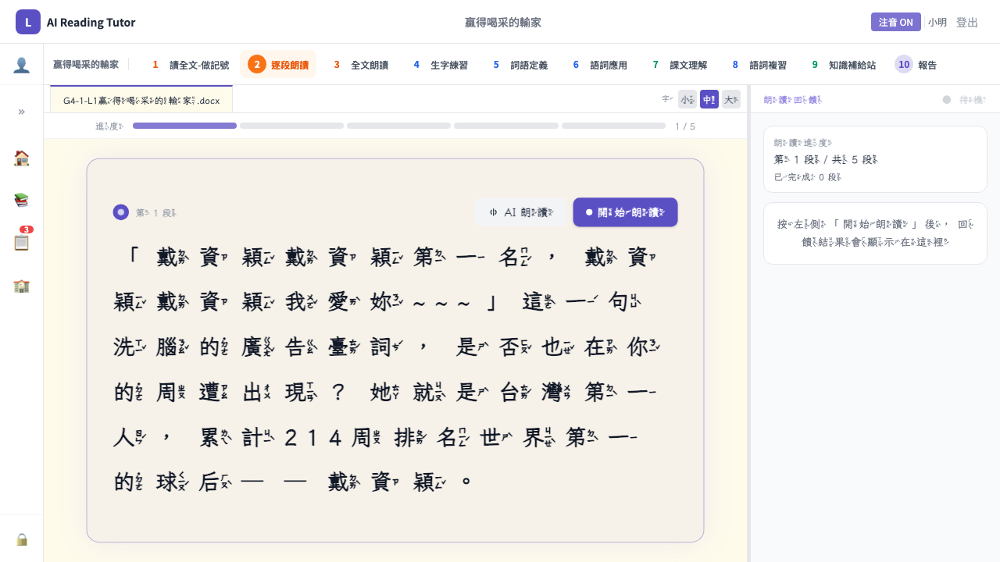 L AI Reading Tutor
贏得喝采的輸家
注音 ON 小明 登出
贏得喝采的輸家
1 讀全文-做記號
2 逐段朗讀
3 全文朗讀
4 生字練習
5 詞語定義
6 語詞應用
7 課文理解
8 語詞複習
9 知識補給站
10 報告
G4-1-L1贏得喝采的輸家.docx
字 小 中 大
進度 1 / 5
3
第 1 段
AI 朗讀
開始朗讀
「戴資穎戴資穎第一名，戴資
穎戴資穎我愛妳~~~」這一句
洗腦的廣告臺詞，是否也在你
的周遭出現？她就是台灣第一
人，累計214周排名世界第一
的球后——戴資穎。
朗讀回饋
待機
朗讀進度
第 1 段 / 共 5 段
已完成 0 段
按左側「開始朗讀」後，回
饋結果會顯示在這裡